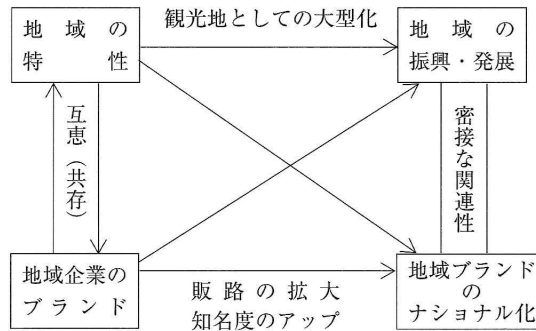 地域の
特性
観光地としての大型化
地域の
振興・発展
互恵（共存）
密接な関連性
地域企業の
ブランド
販路の拡大
知名度のアップ
地域ブランド
の
ナショナル化